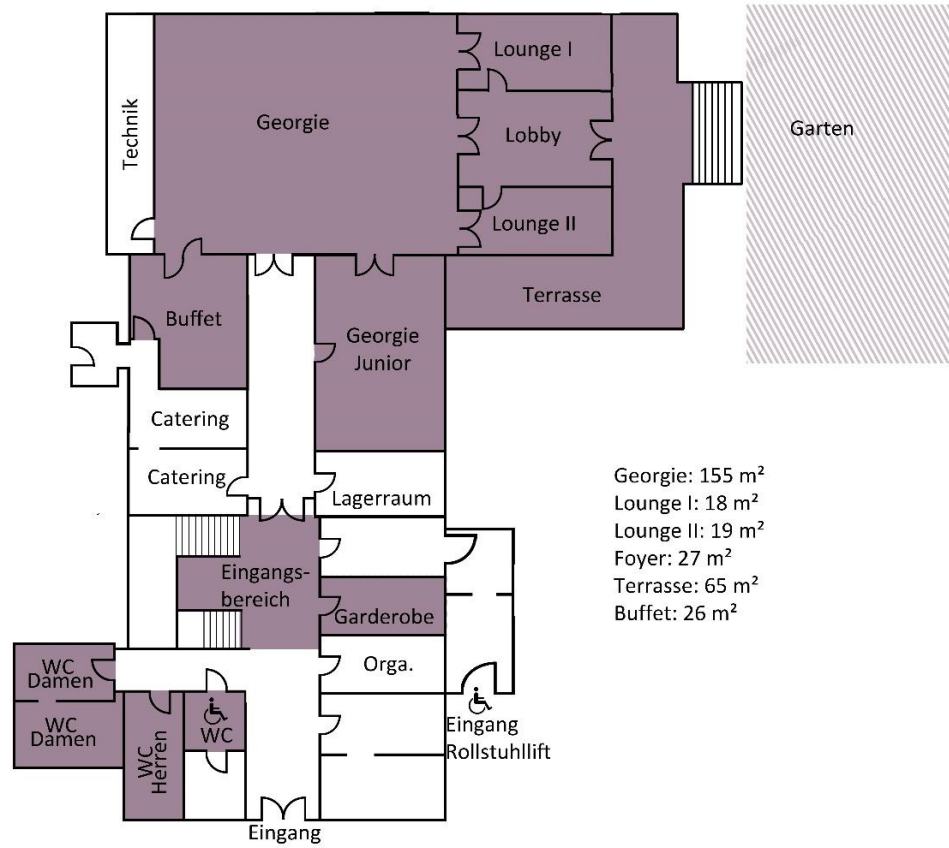 Technik
Georgie
Lounge I
Lobby
Lounge II
Garten
Terrasse
Buffet
Georgie
Junior
Catering
Catering
Lagerraum
Georgie: 155 m²
Lounge I: 18 m²
Lounge II: 19 m²
Foyer: 27 m²
Terrasse: 65 m²
Buffet: 26 m²
Eingangs-
bereich
Garderobe
Orga.
WC
Damen
WC
Damen
WC
Herren
WC
Eingang
Rollstuhllift
Eingang